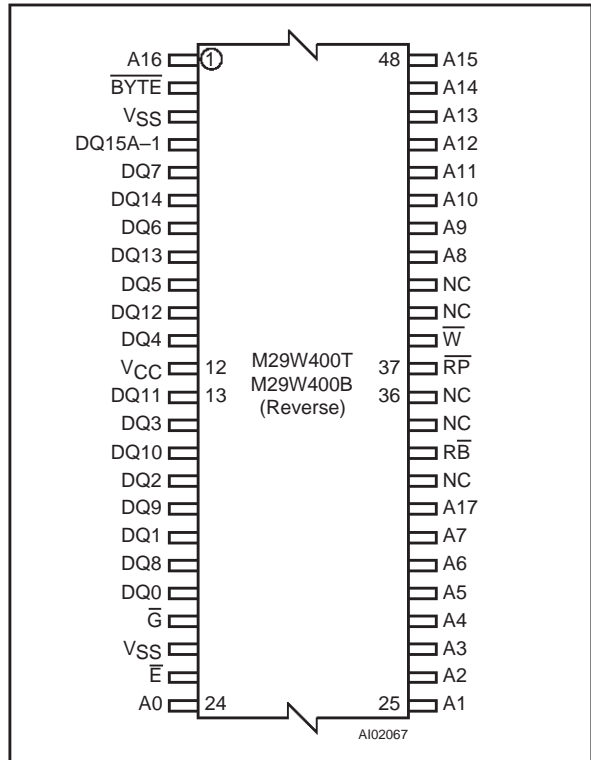 A16 1 48 A15
B̅Y̅T̅E̅ A14
VSS A13
DQ15A–1 A12
DQ7 A11
DQ14 A10
DQ6 A9
DQ13 A8
DQ5 NC
DQ12 NC
DQ4 W̅
VCC 12 M29W400T 37 R̅P̅
DQ11 13 M29W400B 36 NC
(Reverse)
DQ3 NC
DQ10 RB̅
DQ2 NC
DQ9 A17
DQ1 A7
DQ8 A6
DQ0 A5
G̅ A4
VSS A3
E̅ A2
A0 24 25 A1
AI02067